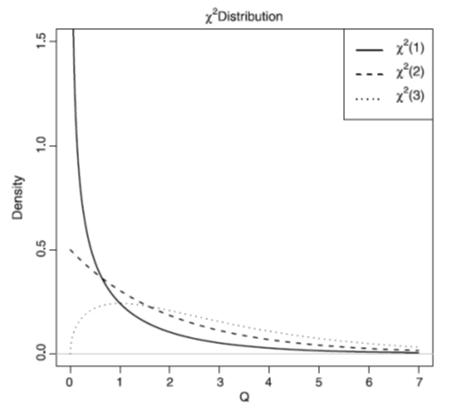 χ²Distribution
χ²(1)
χ²(2)
χ²(3)
Density
1.5
1.0
0.5
0.0
0 1 2 3 4 5 6 7
Q